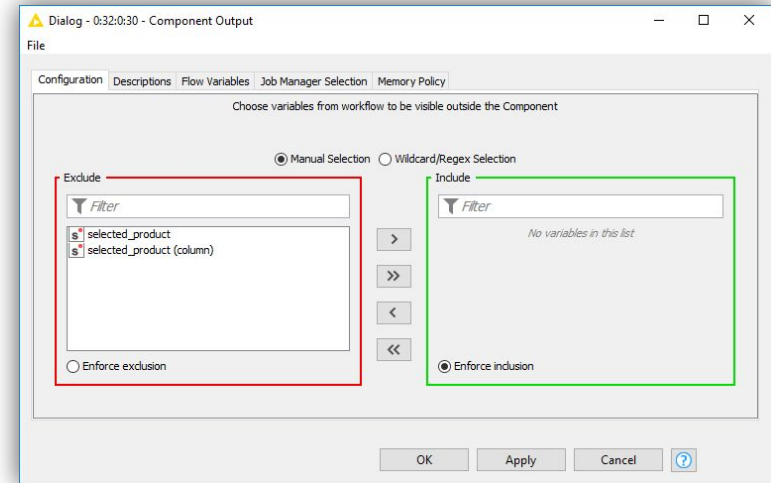 Dialog - 0:32:0:30 - Component Output
File
Configuration Descriptions Flow Variables Job Manager Selection Memory Policy
Choose variables from workflow to be visible outside the Component
Manual Selection Wildcard/Regex Selection
Exclude
Filter
s selected_product
s selected_product (column)
Enforce exclusion
>
>>
<
<<
Include
Filter
No variables in this list
Enforce inclusion
OK Apply Cancel ?